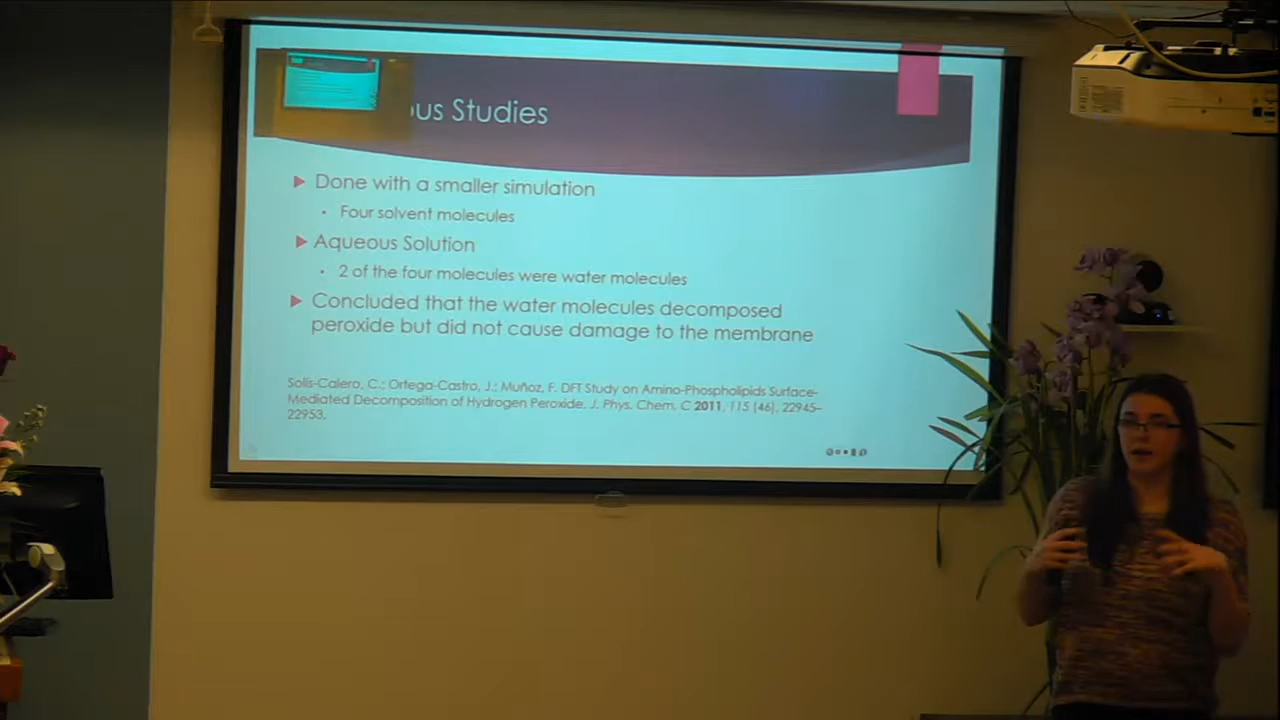 us Studies
Done with a smaller simulation
Four solvent molecules
Aqueous Solution
2 of the four molecules were water molecules
Concluded that the water molecules decomposed
peroxide but did not cause damage to the membrane
Solís-Calero, C.; Ortega-Castro, J.; Muñoz, F. DFT Study on Amino-Phospholipids Surface-
Mediated Decomposition of Hydrogen Peroxide. J. Phys. Chem. C 2011, 115 (46), 22945–
22953.